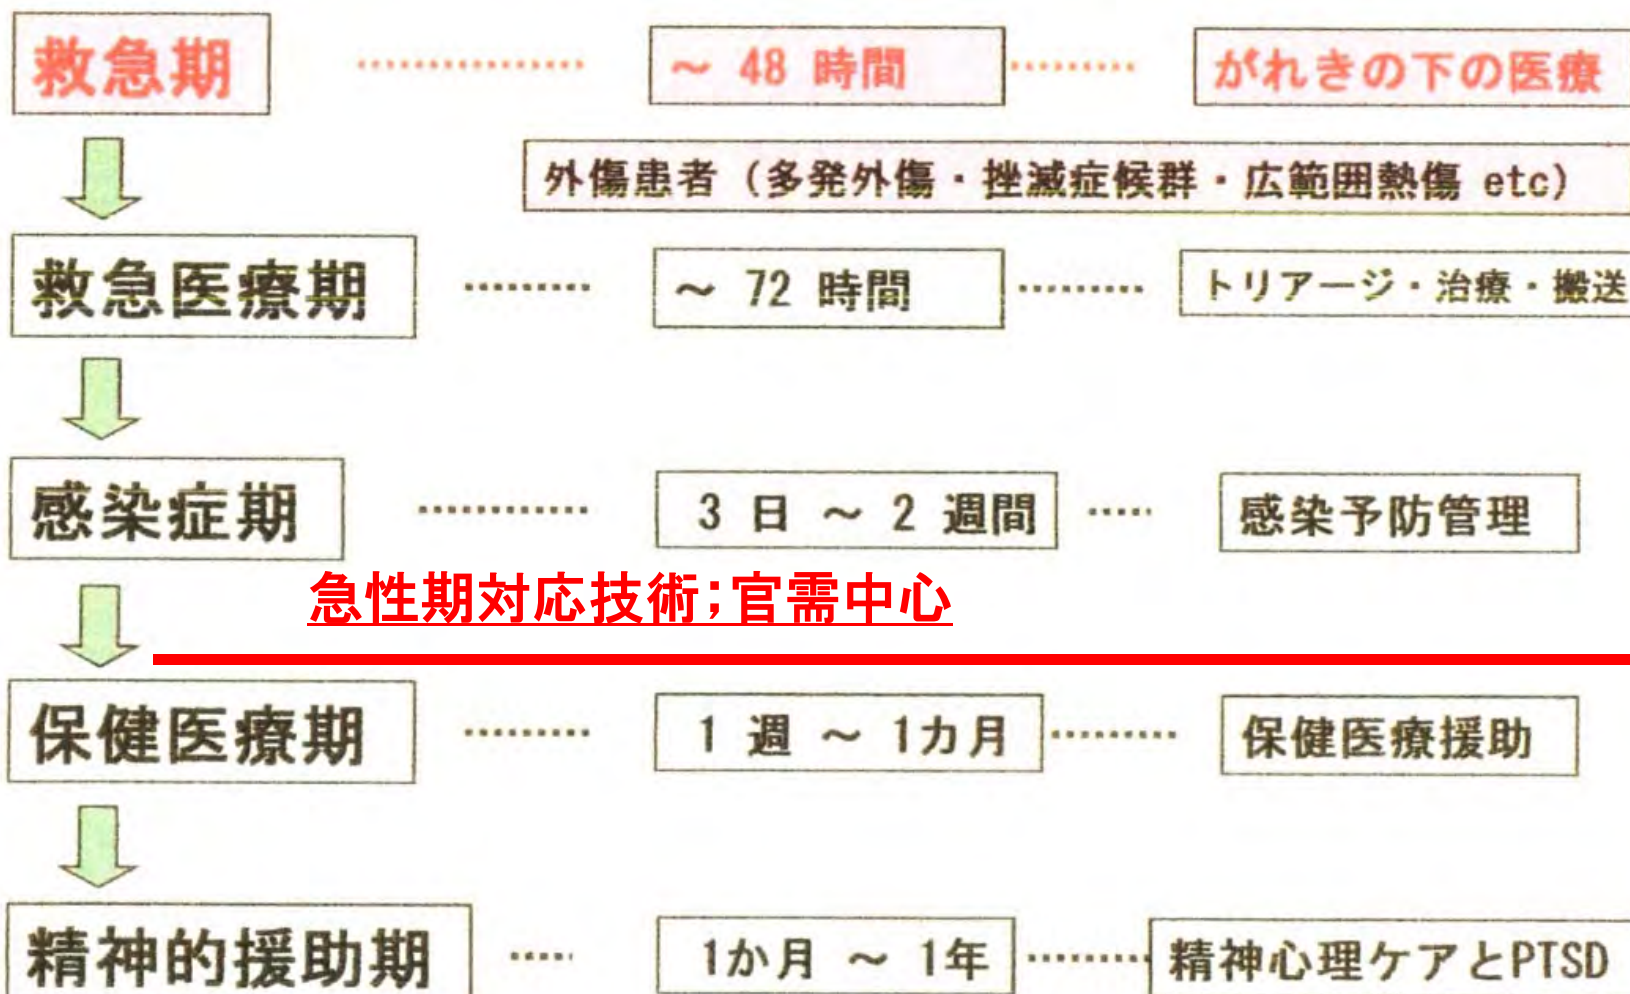 救急期 ～ 48 時間 がれきの下の医療
外傷患者（多発外傷・挫滅症候群・広範囲熱傷 etc）
救急医療期 ～ 72 時間 トリアージ・治療・搬送
感染症期 3 日 ～ 2 週間 感染予防管理
急性期対応技術；官需中心
保健医療期 1 週 ～ 1カ月 保健医療援助
精神的援助期 1か月 ～ 1年 精神心理ケアとPTSD